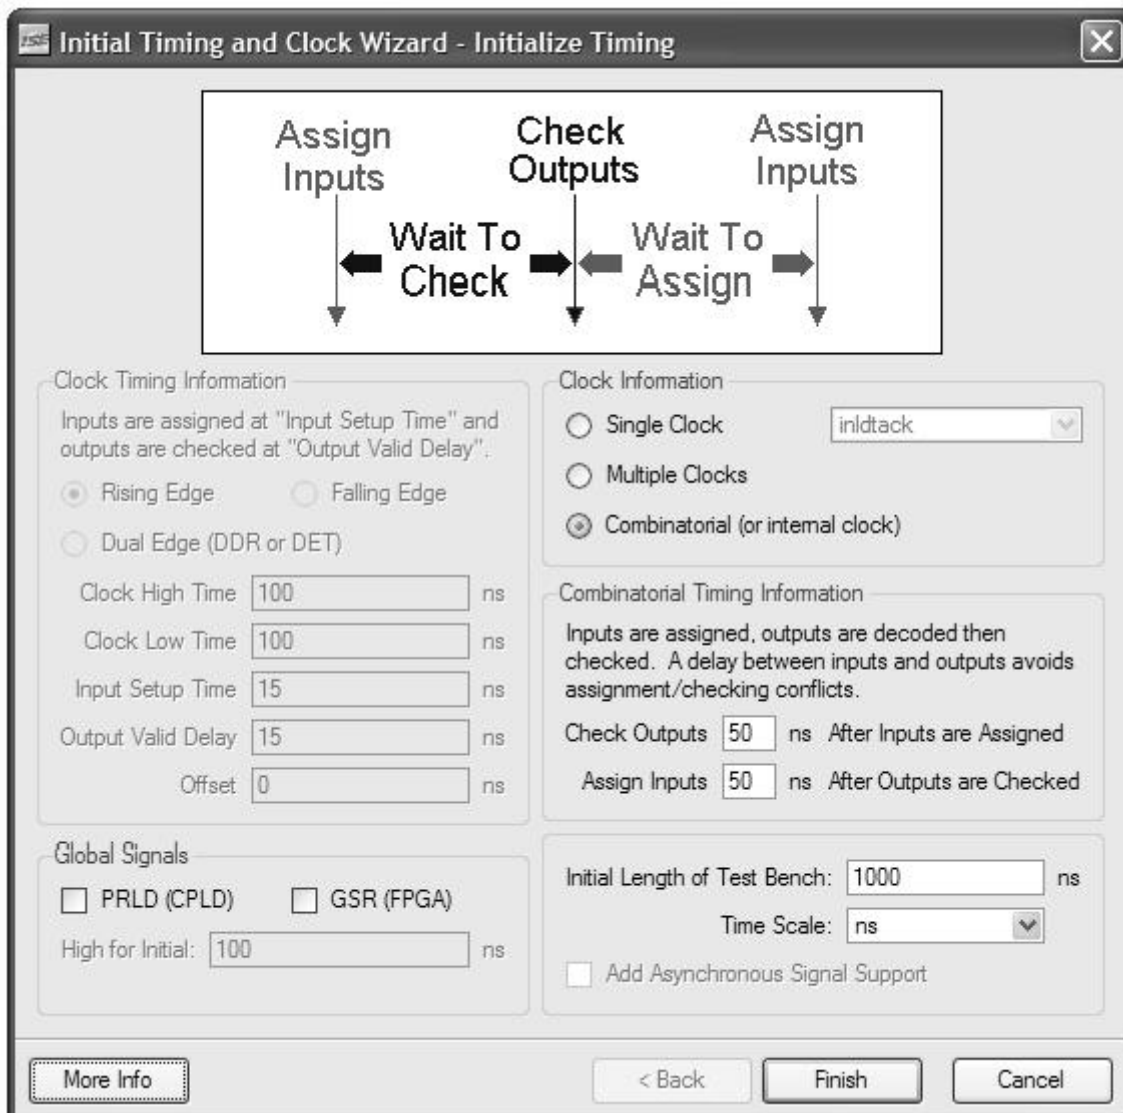 ISE Initial Timing and Clock Wizard - Initialize Timing
Assign Inputs
Check Outputs
Assign Inputs
Wait To Check
Wait To Assign
Clock Timing Information
Inputs are assigned at "Input Setup Time" and
outputs are checked at "Output Valid Delay".
Rising Edge Falling Edge
Dual Edge (DDR or DET)
Clock High Time 100 ns
Clock Low Time 100 ns
Input Setup Time 15 ns
Output Valid Delay 15 ns
Offset 0 ns
Global Signals
PRLD (CPLD) GSR (FPGA)
High for Initial: 100 ns
Clock Information
Single Clock inldtack
Multiple Clocks
Combinatorial (or internal clock)
Combinatorial Timing Information
Inputs are assigned, outputs are decoded then
checked. A delay between inputs and outputs avoids
assignment/checking conflicts.
Check Outputs 50 ns After Inputs are Assigned
Assign Inputs 50 ns After Outputs are Checked
Initial Length of Test Bench: 1000 ns
Time Scale: ns
Add Asynchronous Signal Support
More Info < Back Finish Cancel